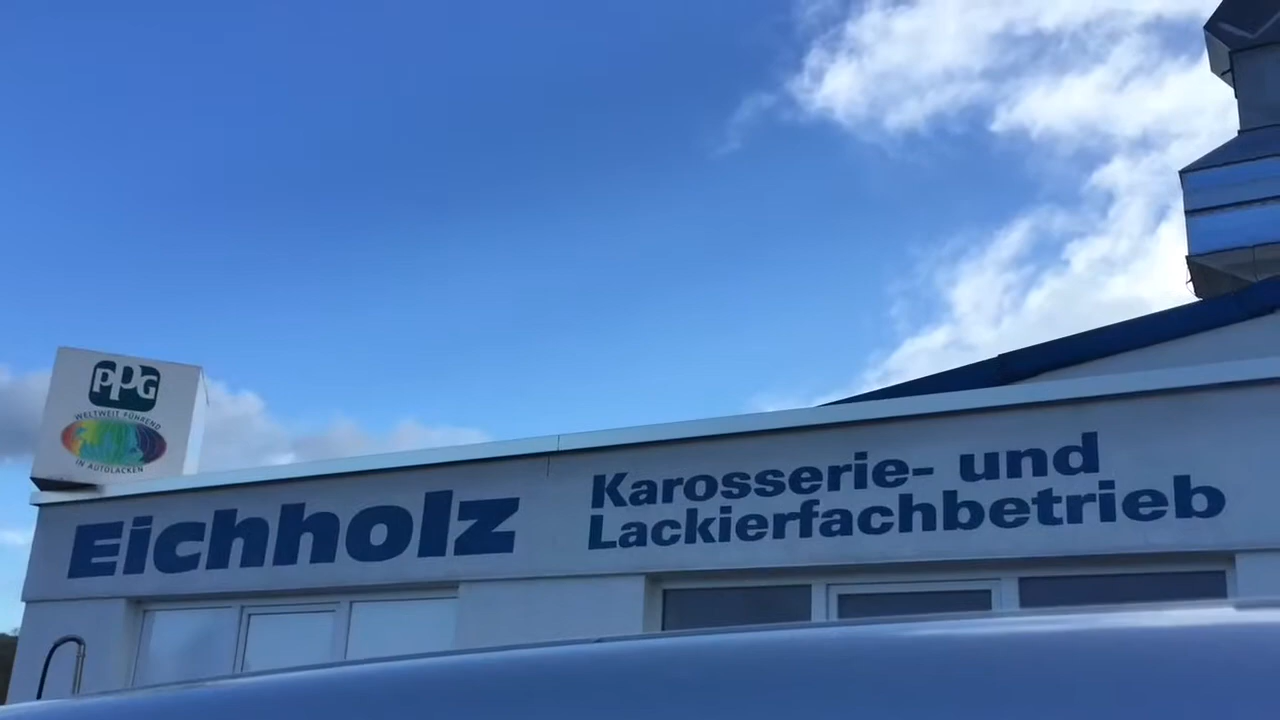 PPG
WELTWEIT FÜHREND
IN AUTOLACKEN
Eichholz
Karosserie- und
Lackierfachbetrieb